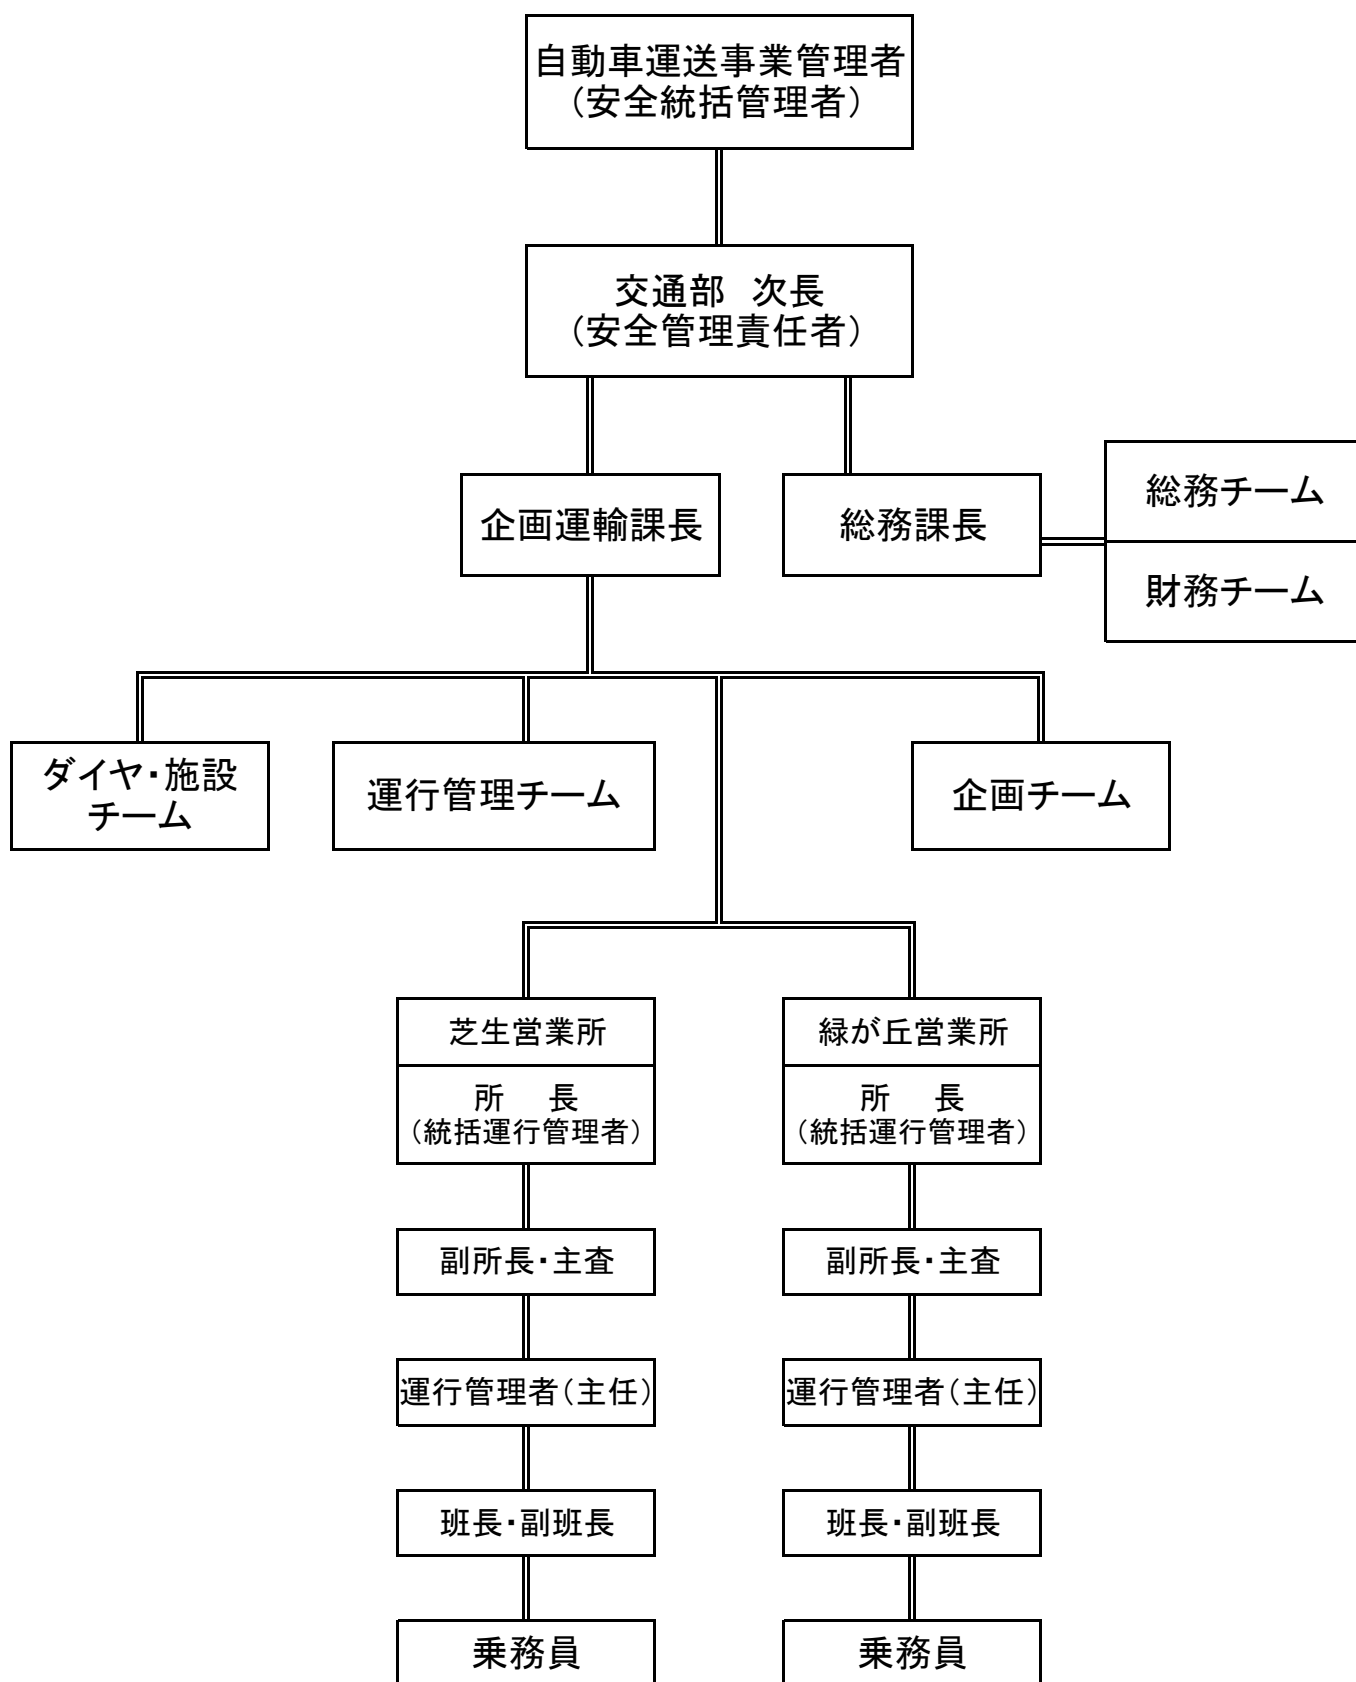 自動車運送事業管理者
（安全統括管理者）
交通部　次長
（安全管理責任者）
企画運輸課長
総務課長
総務チーム
財務チーム
ダイヤ・施設
チーム
運行管理チーム
企画チーム
芝生営業所
所　長
（統括運行管理者）
副所長・主査
運行管理者（主任）
班長・副班長
乗務員
緑が丘営業所
所　長
（統括運行管理者）
副所長・主査
運行管理者（主任）
班長・副班長
乗務員